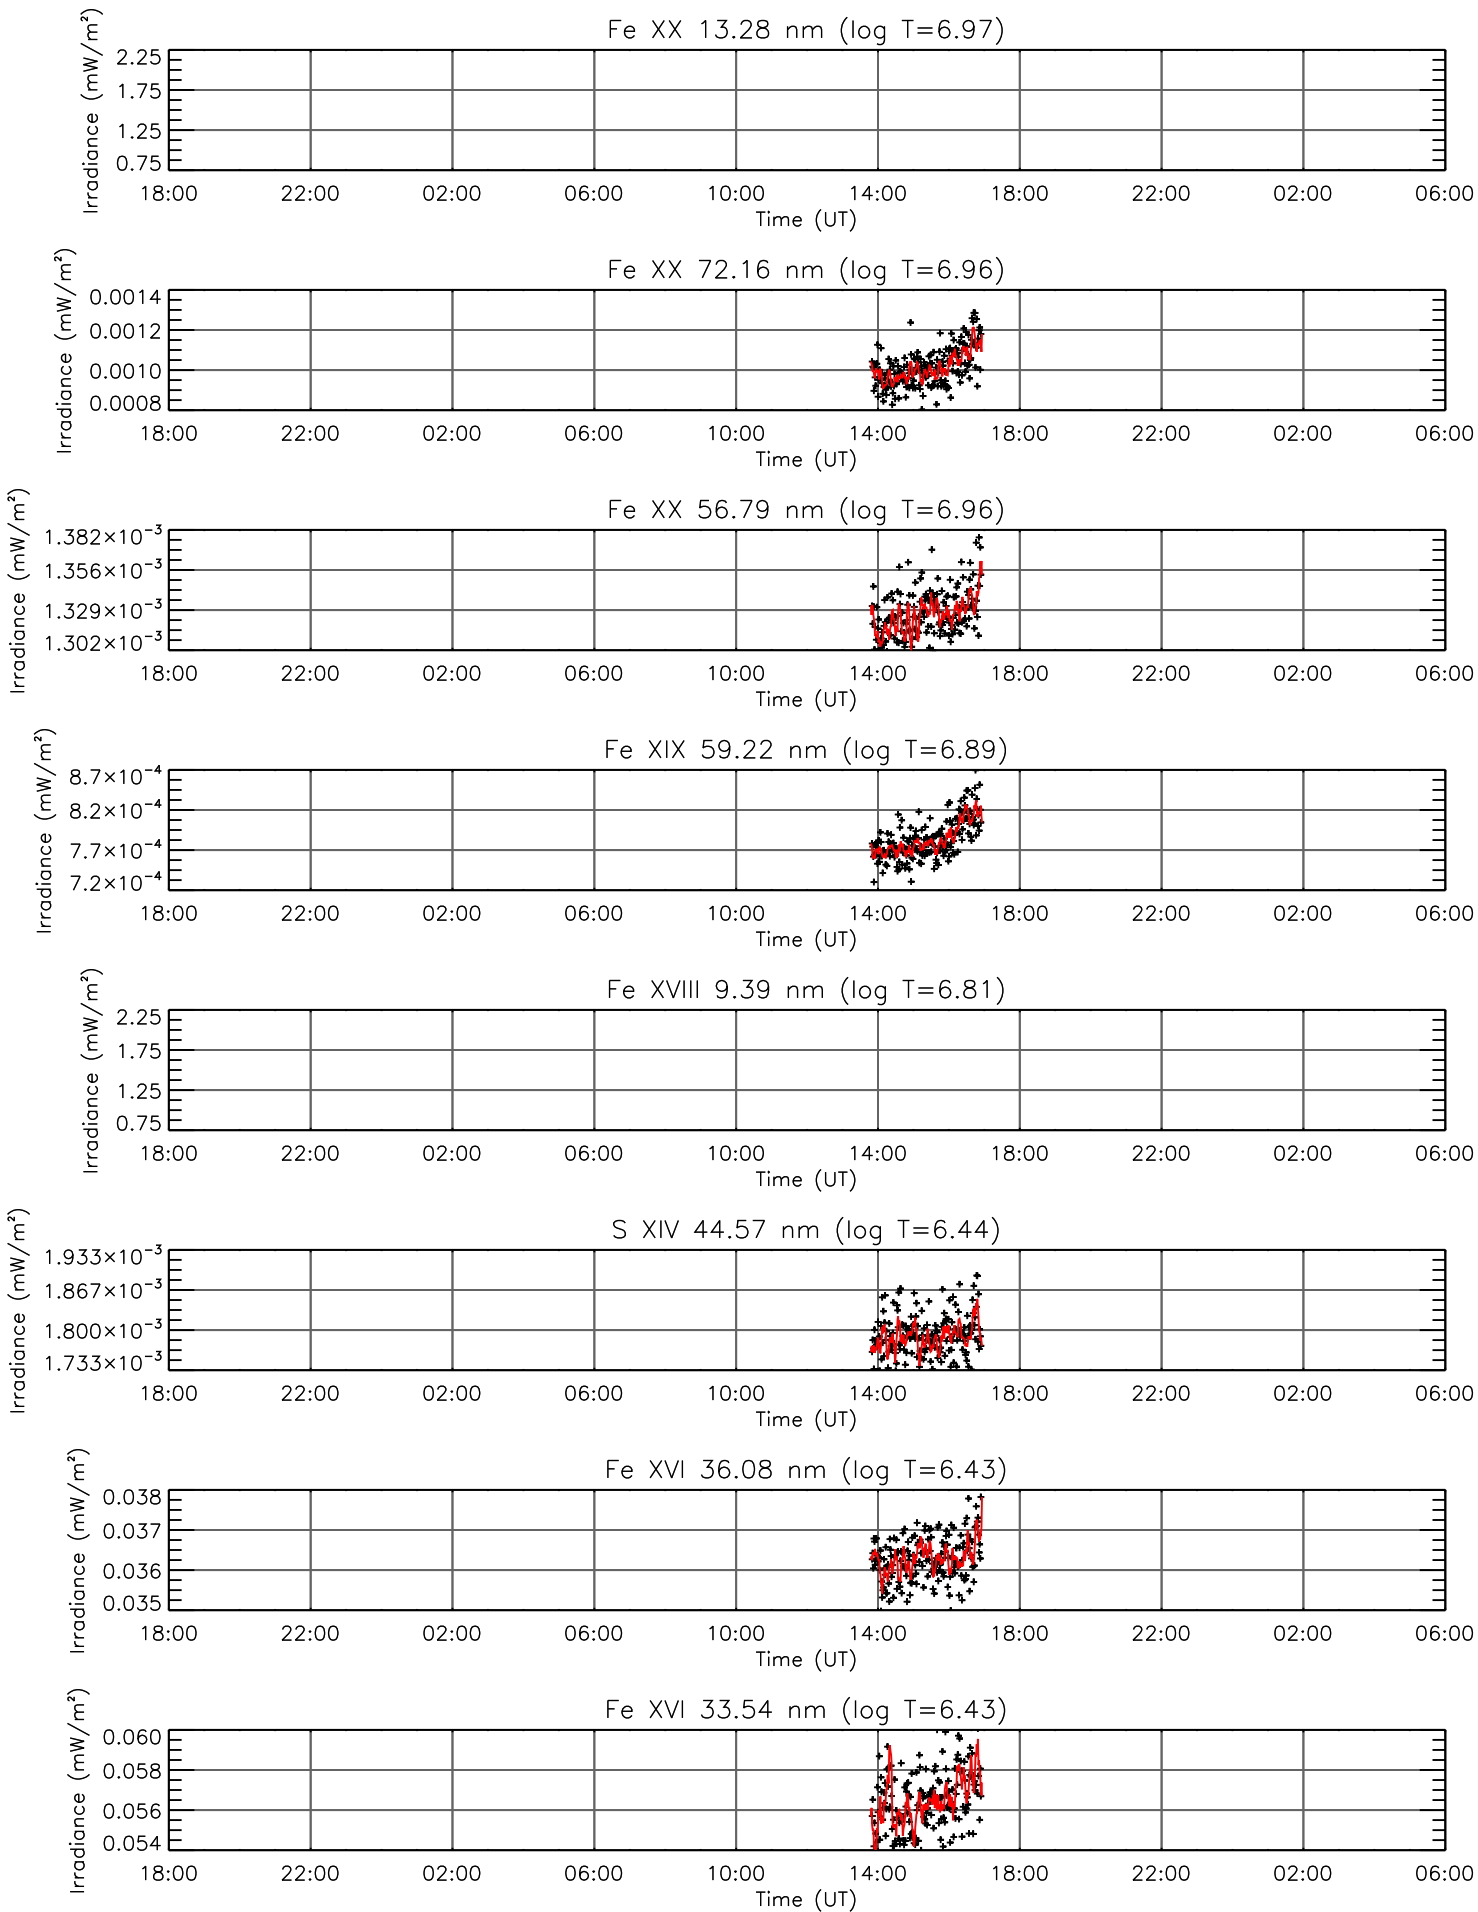 Fe XX 13.28 nm (log T=6.97)
Irradiance (mW/m²)
2.25
1.75
1.25
0.75
18:00 22:00 02:00 06:00 10:00 14:00 18:00 22:00 02:00 06:00
Time (UT)
Fe XX 72.16 nm (log T=6.96)
Irradiance (mW/m²)
0.0014
0.0012
0.0010
0.0008
18:00 22:00 02:00 06:00 10:00 14:00 18:00 22:00 02:00 06:00
Time (UT)
Fe XX 56.79 nm (log T=6.96)
Irradiance (mW/m²)
1.382×10⁻³
1.356×10⁻³
1.329×10⁻³
1.302×10⁻³
18:00 22:00 02:00 06:00 10:00 14:00 18:00 22:00 02:00 06:00
Time (UT)
Fe XIX 59.22 nm (log T=6.89)
Irradiance (mW/m²)
8.7×10⁻⁴
8.2×10⁻⁴
7.7×10⁻⁴
7.2×10⁻⁴
18:00 22:00 02:00 06:00 10:00 14:00 18:00 22:00 02:00 06:00
Time (UT)
Fe XVIII 9.39 nm (log T=6.81)
Irradiance (mW/m²)
2.25
1.75
1.25
0.75
18:00 22:00 02:00 06:00 10:00 14:00 18:00 22:00 02:00 06:00
Time (UT)
S XIV 44.57 nm (log T=6.44)
Irradiance (mW/m²)
1.933×10⁻³
1.867×10⁻³
1.800×10⁻³
1.733×10⁻³
18:00 22:00 02:00 06:00 10:00 14:00 18:00 22:00 02:00 06:00
Time (UT)
Fe XVI 36.08 nm (log T=6.43)
Irradiance (mW/m²)
0.038
0.037
0.036
0.035
18:00 22:00 02:00 06:00 10:00 14:00 18:00 22:00 02:00 06:00
Time (UT)
Fe XVI 33.54 nm (log T=6.43)
Irradiance (mW/m²)
0.060
0.058
0.056
0.054
18:00 22:00 02:00 06:00 10:00 14:00 18:00 22:00 02:00 06:00
Time (UT)